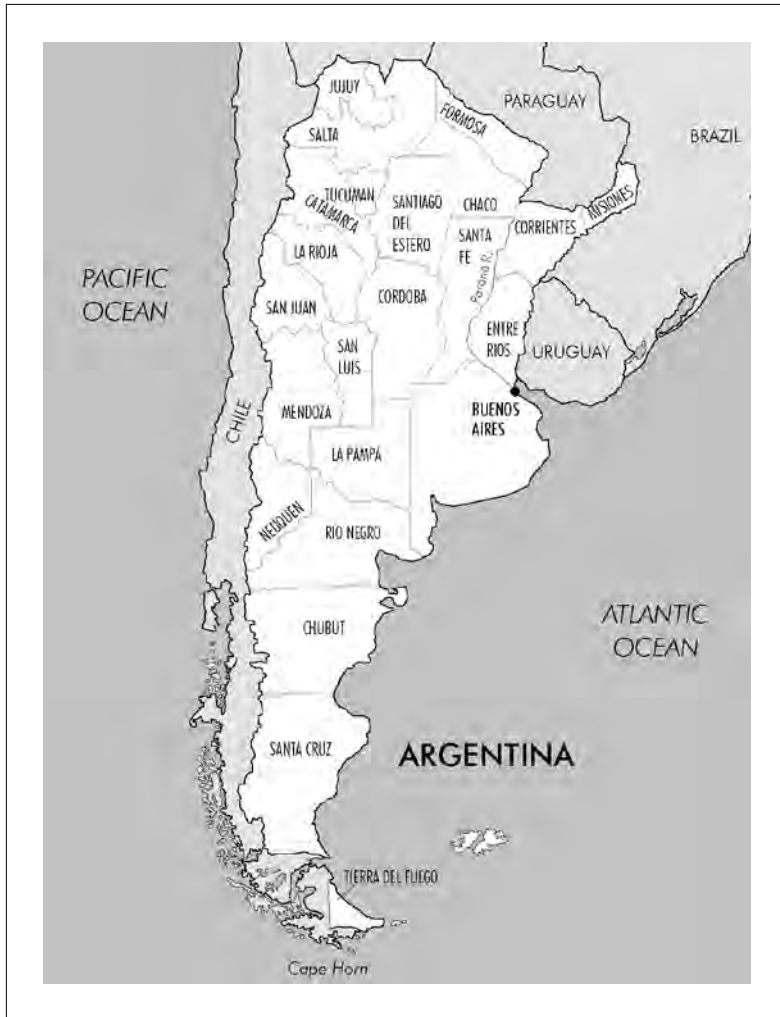 JUJUY
PARAGUAY
FORMOSA
SALTA
BRAZIL
TUCUMAN
CATAMARCA
SANTIAGO
DEL
ESTERO
CHACO
MISIONES
CORRIENTES
SANTA
FE
LA RIOJA
Paraná R.
PACIFIC
OCEAN
SAN JUAN
CORDOBA
ENTRE
RIOS
URUGUAY
SAN
LUIS
CHILE
MENDOZA
BUENOS
AIRES
LA PAMPA
NEUQUEN
RIO NEGRO
ATLANTIC
OCEAN
CHUBUT
SANTA CRUZ
ARGENTINA
TIERRA DEL FUEGO
Cape Horn